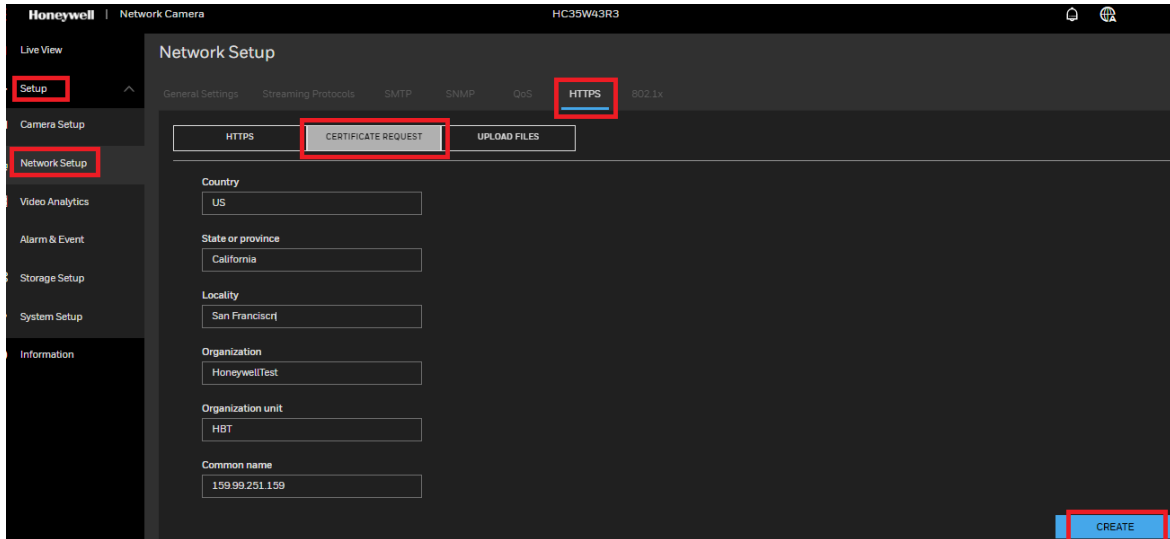 Honeywell | Network Camera HC35W43R3
Live View
Setup
Camera Setup
Network Setup
Video Analytics
Alarm & Event
Storage Setup
System Setup
Information
Network Setup
General Settings Streaming Protocols SMTP SNMP QoS HTTPS 802.1x
HTTPS CERTIFICATE REQUEST UPLOAD FILES
Country
US
State or province
California
Locality
San Franciscn
Organization
HoneywellTest
Organization unit
HBT
Common name
159.99.251.159
CREATE